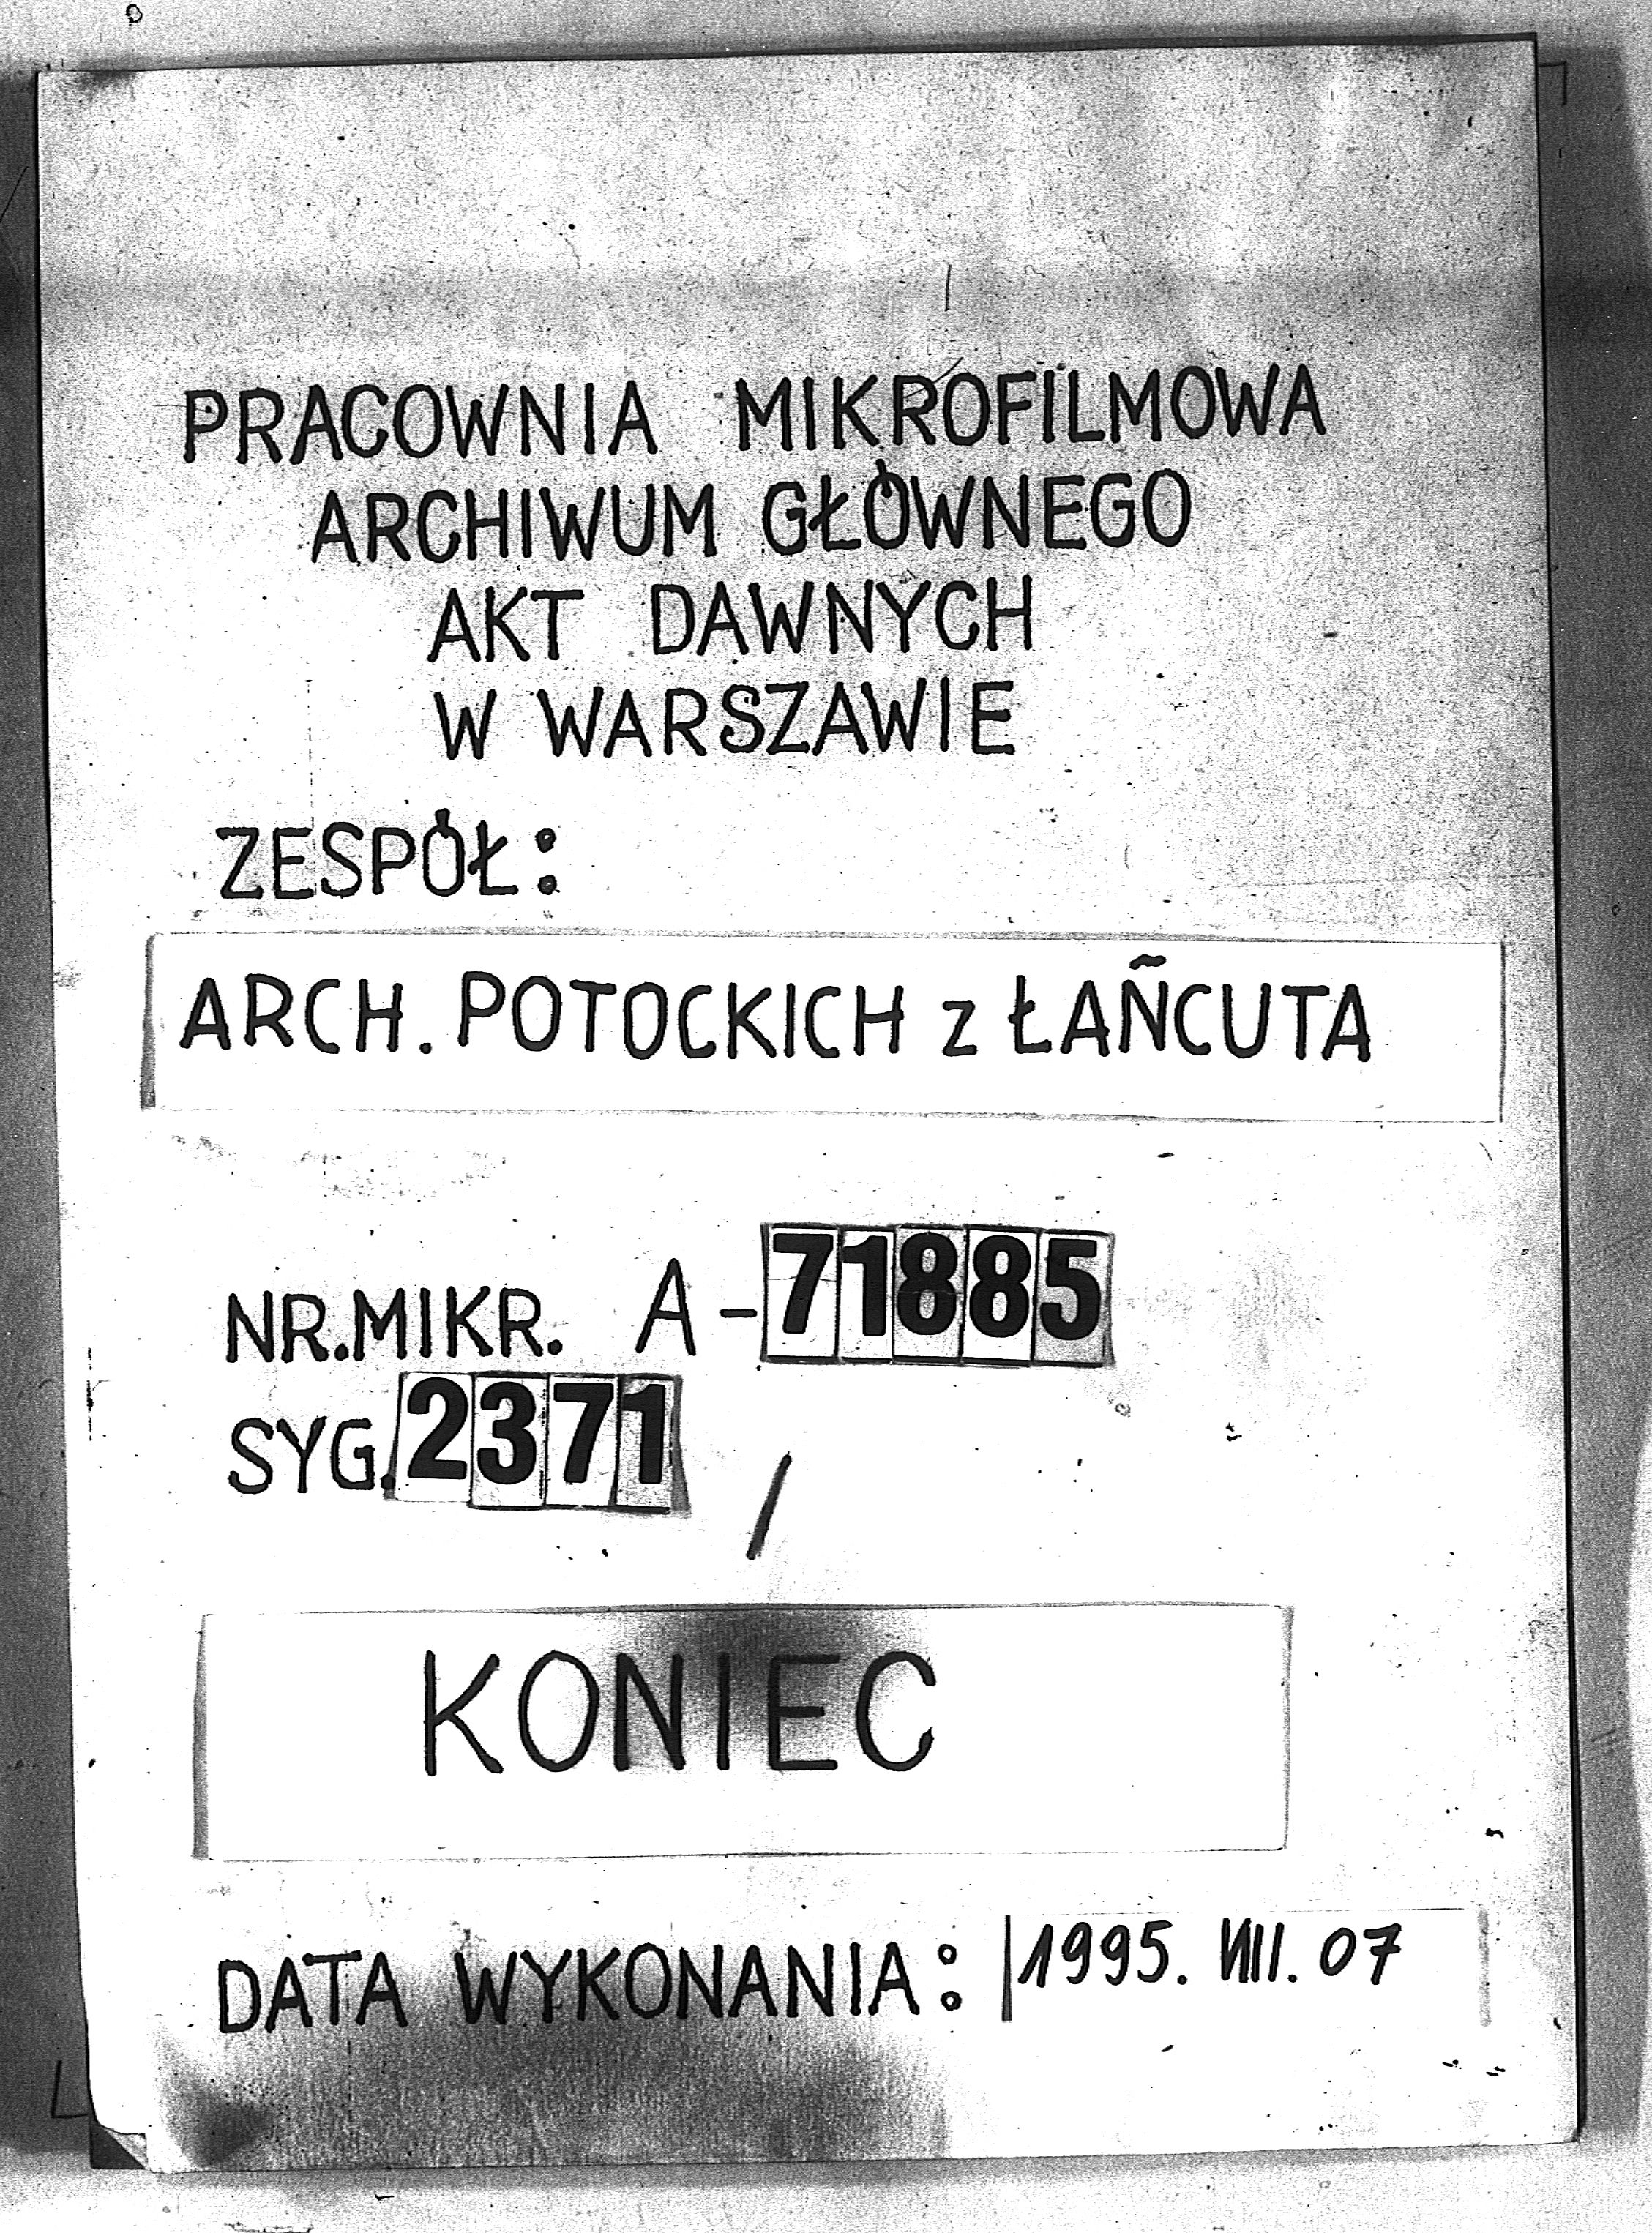 PRACOWNIA MIKROFILMOWA
ARCHIWUM GŁÓWNEGO
AKT DAWNYCH
W WARSZAWIE
ZESPÓŁ:
ARCH. POTOCKICH z ŁAŃCUTA
NR.MIKR. A-71885
SYG. 2371 /
KONIEC
DATA WYKONANIA: 1995. VIII. 07